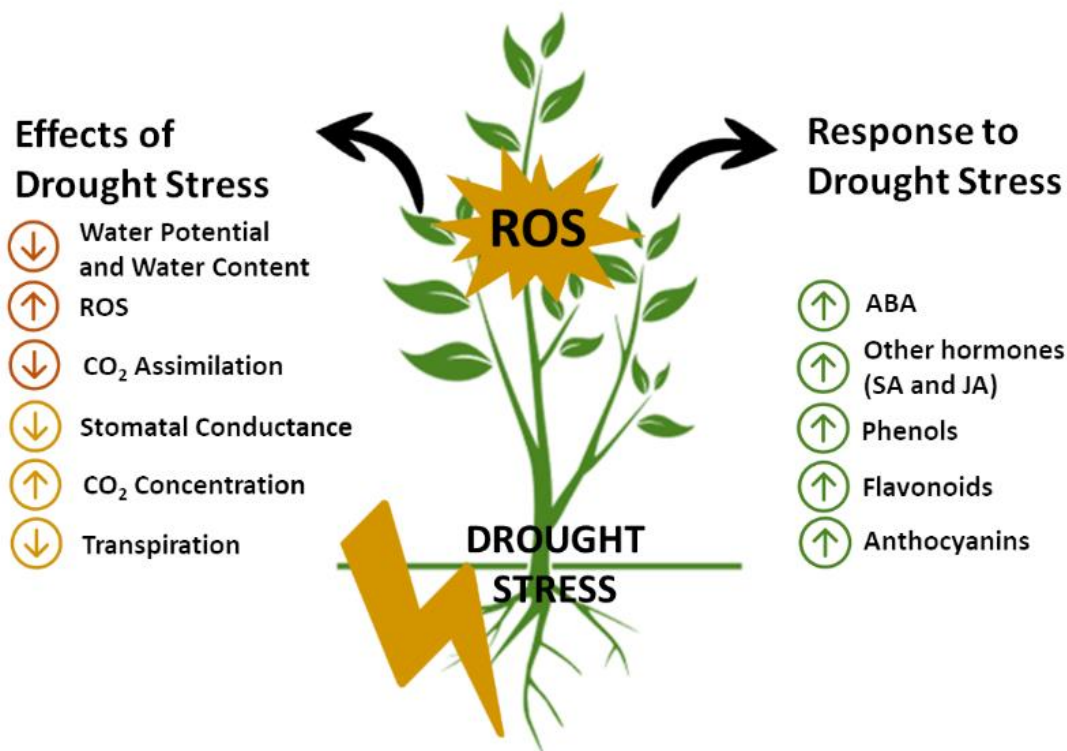 Effects of
Drought Stress
Water Potential
and Water Content
ROS
CO₂ Assimilation
Stomatal Conductance
CO₂ Concentration
Transpiration
ROS
DROUGHT
STRESS
Response to
Drought Stress
ABA
Other hormones
(SA and JA)
Phenols
Flavonoids
Anthocyanins